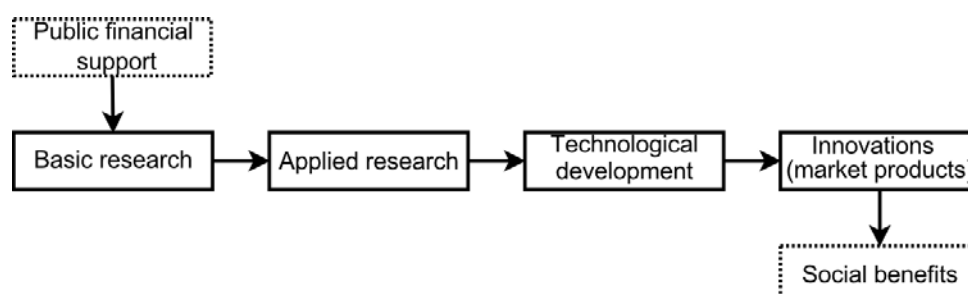 Public financial
support
Basic research
Applied research
Technological
development
Innovations
(market products)
Social benefits